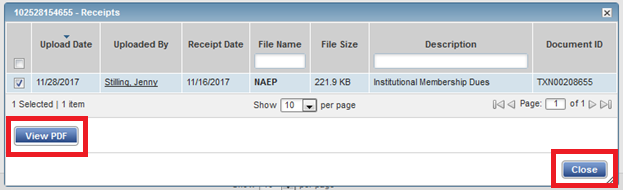 102528154655 - Receipts
Upload Date Uploaded By Receipt Date File Name File Size Description Document ID
11/28/2017 Stilling, Jenny 11/16/2017 NAEP 221.9 KB Institutional Membership Dues TXN00208655
1 Selected | 1 item Show 10 per page Page: 1 of 1
View PDF
Close